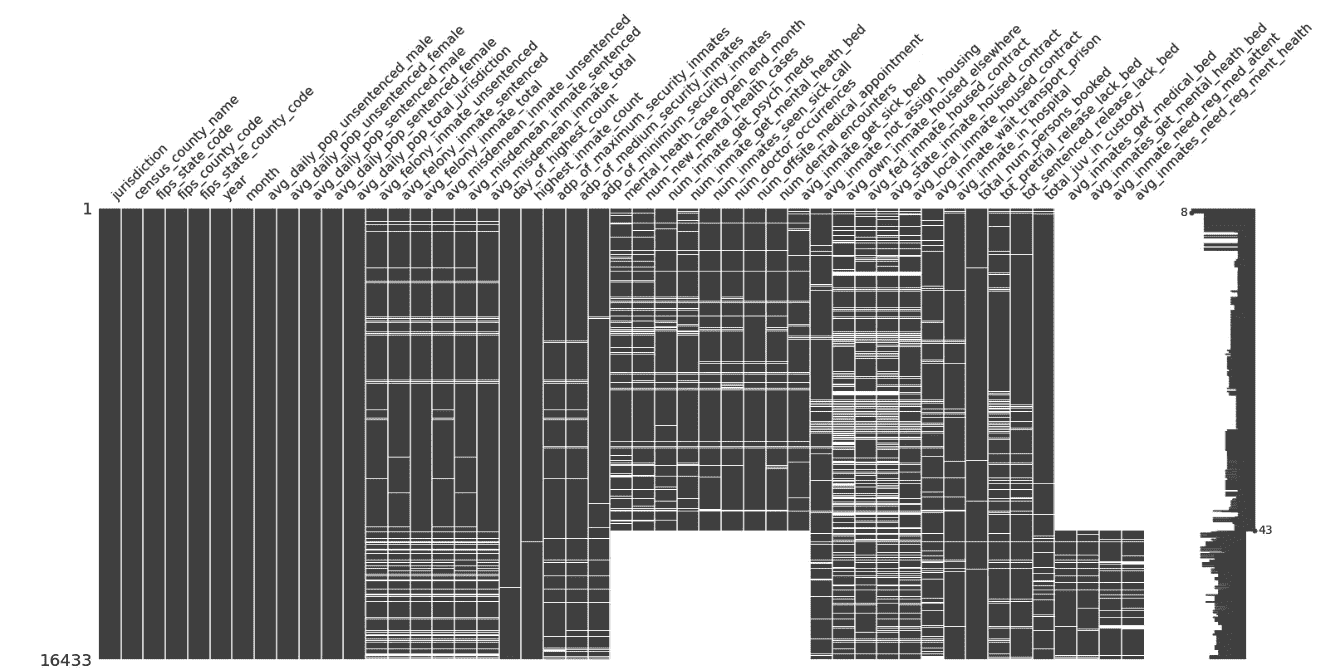 jurisdiction
census_county_name
fips_state_code
fips_county_code
fips_state_county_code
year
month
avg_daily_pop_unsentenced_male
avg_daily_pop_unsentenced_female
avg_daily_pop_sentenced_male
avg_daily_pop_sentenced_female
avg_daily_pop_total_jurisdiction
avg_felony_inmate_unsentenced
avg_felony_inmate_sentenced
avg_felony_inmate_total
avg_misdemean_inmate_unsentenced
avg_misdemean_inmate_sentenced
avg_misdemean_inmate_total
day_of_highest_count
highest_inmate_count
adp_of_maximum_security_inmates
adp_of_medium_security_inmates
adp_of_minimum_security_inmates
mental_health_case_open_end_month
num_new_mental_health_cases
num_inmate_get_psych_meds
num_inmate_get_mental_heath_bed
num_inmates_seen_sick_call
num_doctor_occurrences
num_offsite_medical_appointment
num_dental_encounters
avg_inmate_get_sick_bed
avg_inmate_not_assign_housing
avg_own_inmate_housed_elsewhere
avg_fed_inmate_housed_contract
avg_state_inmate_housed_contract
avg_local_inmate_housed_contract
avg_inmate_wait_transport_prison
avg_inmate_in_hospital
total_num_persons_booked
tot_pretrial_release_lack_bed
tot_sentenced_release_lack_bed
total_juv_in_custody
avg_inmates_get_medical_bed
avg_inmates_get_mental_heath_bed
avg_inmate_need_reg_med_attent
avg_inmates_need_reg_ment_health
1
8
43
16433